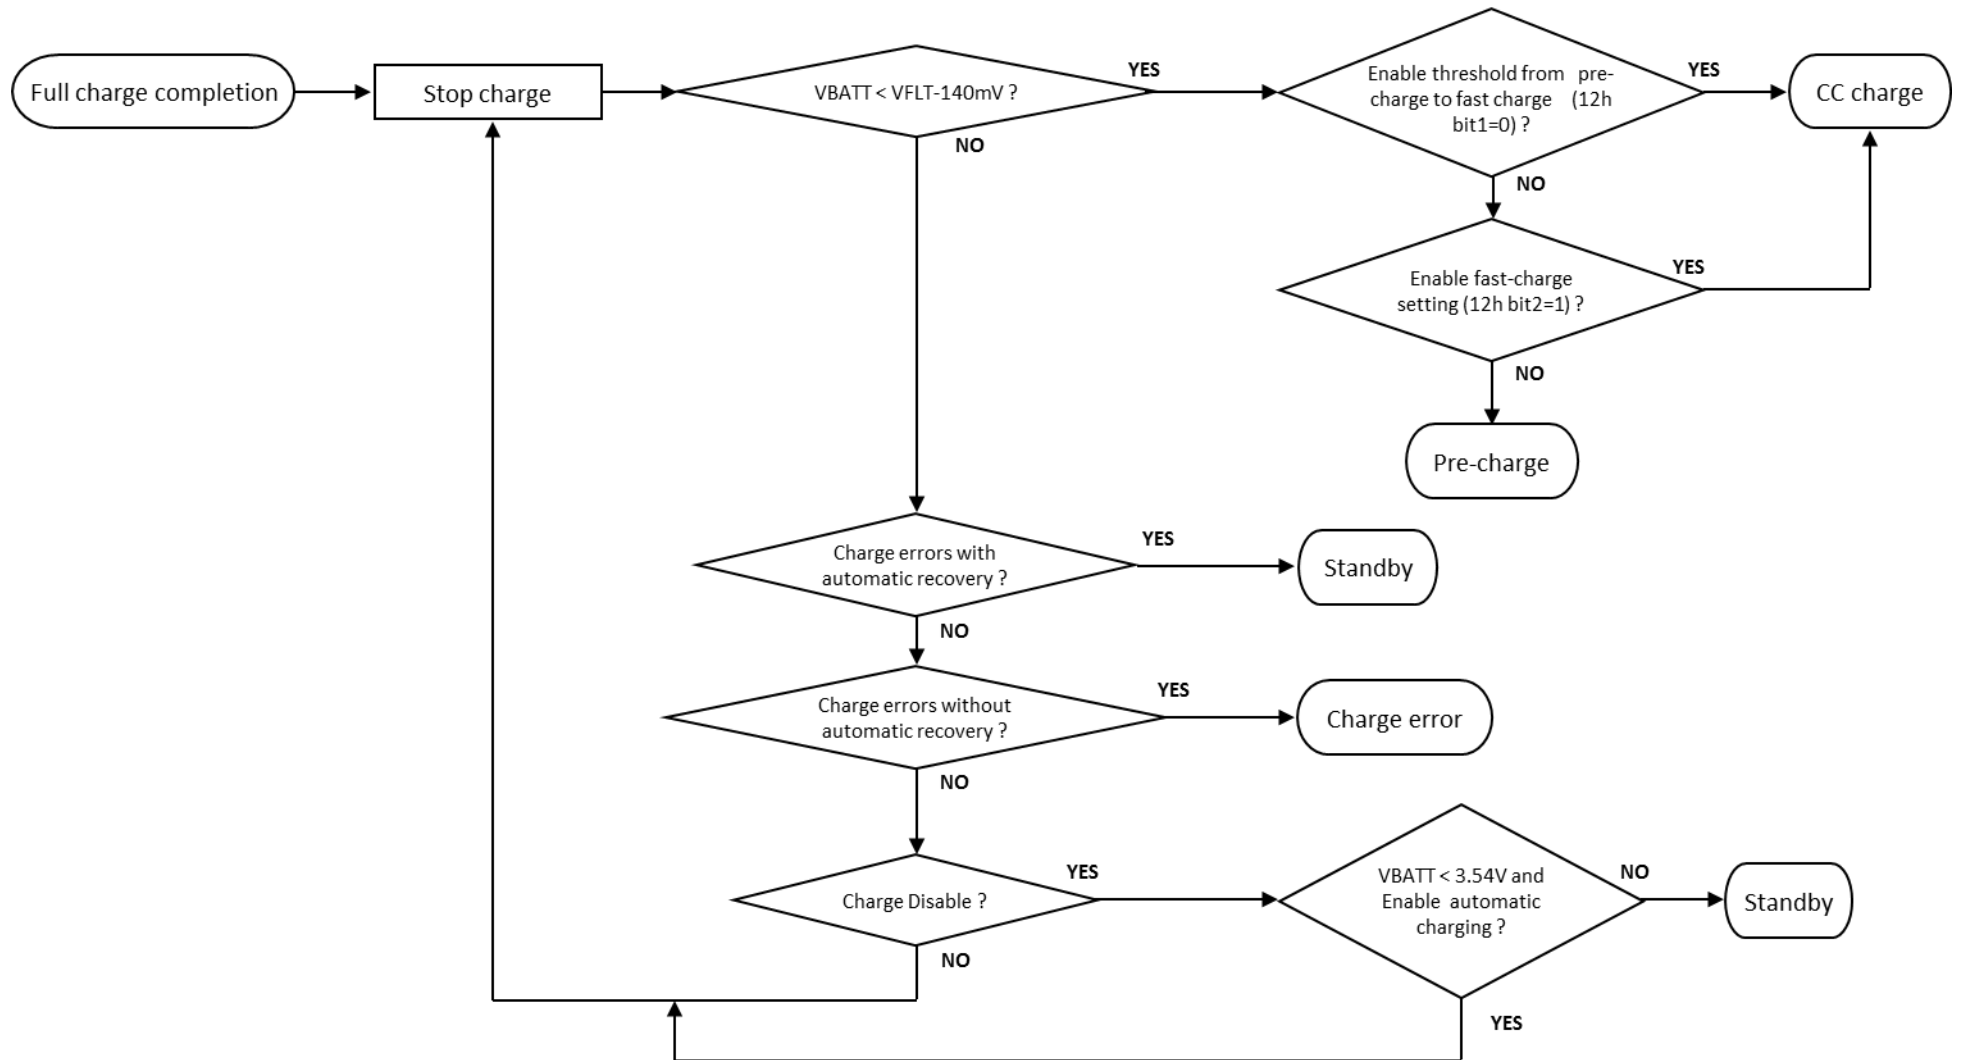 Full charge completion
Stop charge
VBATT < VFLT-140mV ?
YES
NO
Enable threshold from pre-
charge to fast charge (12h
bit1=0) ?
YES
NO
CC charge
Enable fast-charge
setting (12h bit2=1) ?
YES
NO
Pre-charge
Charge errors with
automatic recovery ?
YES
NO
Standby
Charge errors without
automatic recovery ?
YES
NO
Charge error
Charge Disable ?
YES
NO
VBATT < 3.54V and
Enable automatic
charging ?
NO
YES
Standby